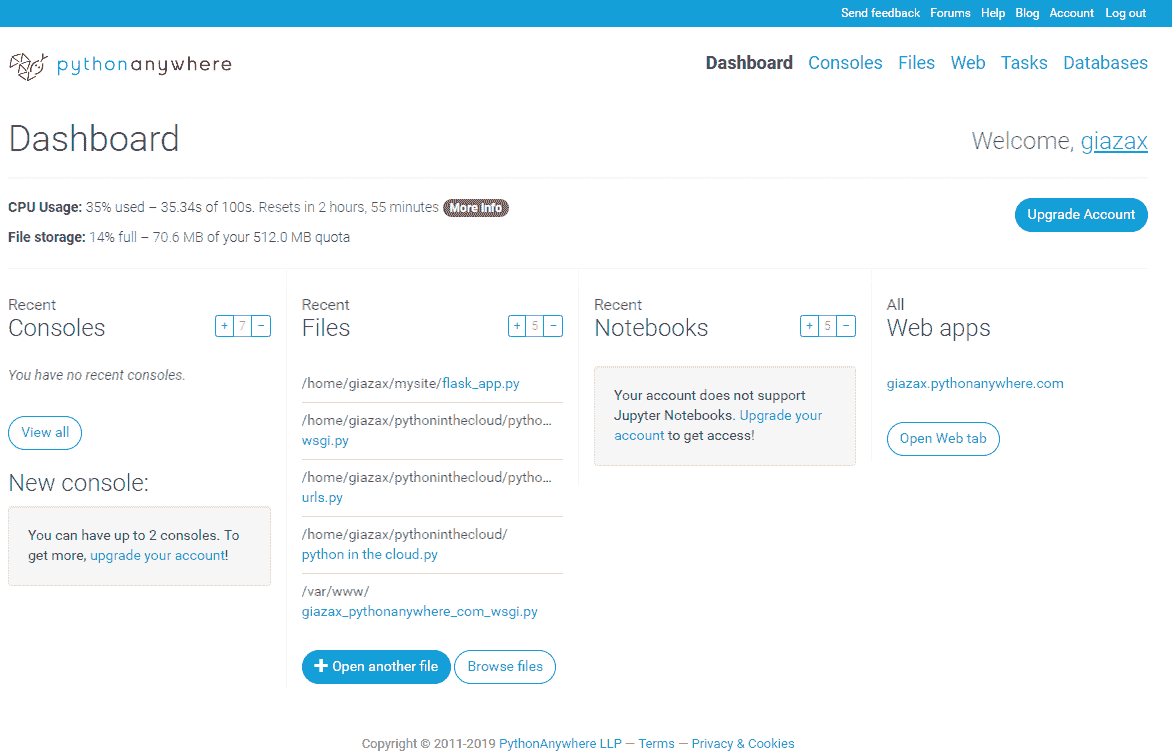 Send feedback Forums Help Blog Account Log out
pythonanywhere
Dashboard Consoles Files Web Tasks Databases
Dashboard
Welcome, giazax
CPU Usage: 35% used – 35.34s of 100s. Resets in 2 hours, 55 minutes More Info
File storage: 14% full – 70.6 MB of your 512.0 MB quota
Upgrade Account
Recent
Consoles
+ 7 −
You have no recent consoles.
View all
New console:
You can have up to 2 consoles. To
get more, upgrade your account!
Recent
Files
+ 5 −
/home/giazax/mysite/flask_app.py
/home/giazax/pythoninthecloud/pytho...
wsgi.py
/home/giazax/pythoninthecloud/pytho...
urls.py
/home/giazax/pythoninthecloud/
python in the cloud.py
/var/www/
giazax_pythonanywhere_com_wsgi.py
+ Open another file
Browse files
Recent
Notebooks
+ 5 −
Your account does not support
Jupyter Notebooks. Upgrade your
account to get access!
All
Web apps
giazax.pythonanywhere.com
Open Web tab
Copyright © 2011-2019 PythonAnywhere LLP — Terms — Privacy & Cookies